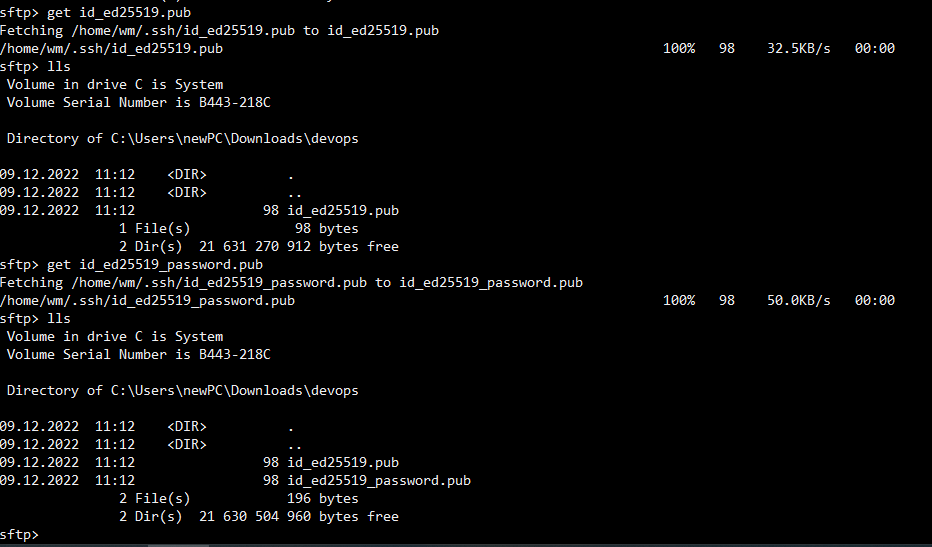 sftp> get id_ed25519.pub
Fetching /home/wm/.ssh/id_ed25519.pub to id_ed25519.pub
/home/wm/.ssh/id_ed25519.pub 100% 98 32.5KB/s 00:00
sftp> lls
Volume in drive C is System
Volume Serial Number is B443-218C
Directory of C:\Users\newPC\Downloads\devops
09.12.2022 11:12 <DIR> .
09.12.2022 11:12 <DIR> ..
09.12.2022 11:12 98 id_ed25519.pub
1 File(s) 98 bytes
2 Dir(s) 21 631 270 912 bytes free
sftp> get id_ed25519_password.pub
Fetching /home/wm/.ssh/id_ed25519_password.pub to id_ed25519_password.pub
/home/wm/.ssh/id_ed25519_password.pub 100% 98 50.0KB/s 00:00
sftp> lls
Volume in drive C is System
Volume Serial Number is B443-218C
Directory of C:\Users\newPC\Downloads\devops
09.12.2022 11:12 <DIR> .
09.12.2022 11:12 <DIR> ..
09.12.2022 11:12 98 id_ed25519.pub
09.12.2022 11:12 98 id_ed25519_password.pub
2 File(s) 196 bytes
2 Dir(s) 21 630 504 960 bytes free
sftp>